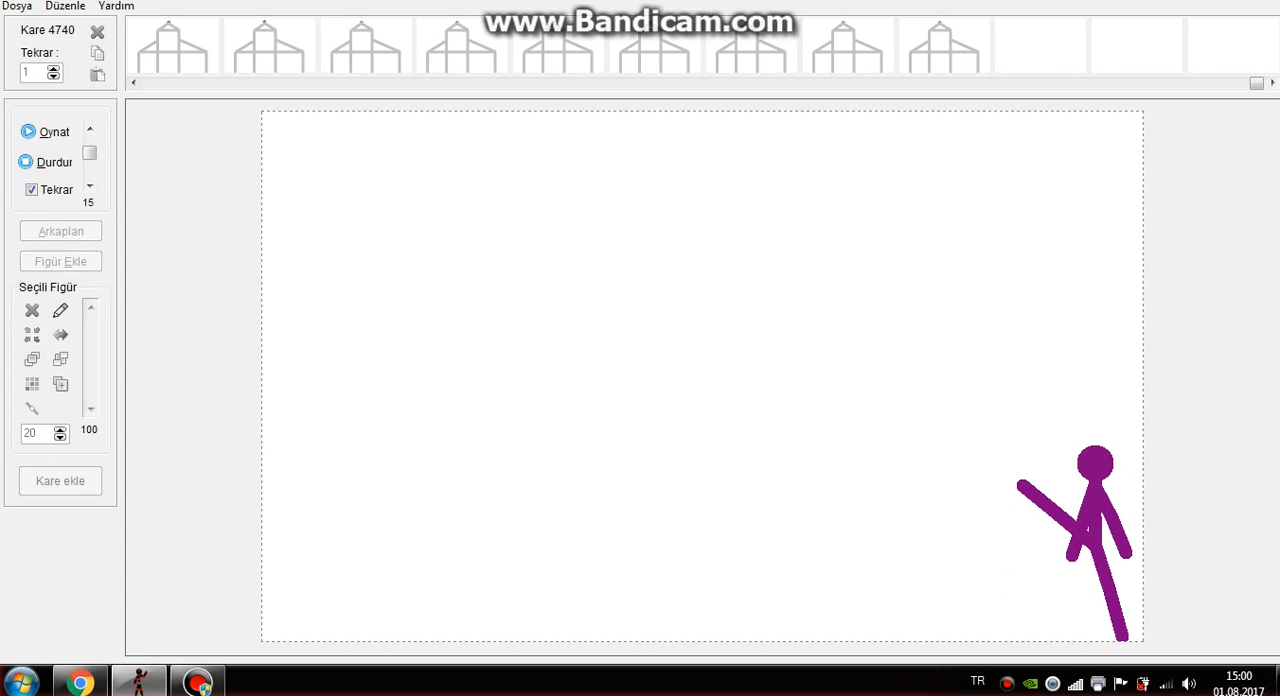 Dosya Düzenle Yardım
www.Bandicam.com
Kare 4740
Tekrar :
1
Oynat
Durdur
Tekrar
15
Arkaplan
Figür Ekle
Seçili Figür
20
100
Kare ekle
TR
15:00
01.08.2017